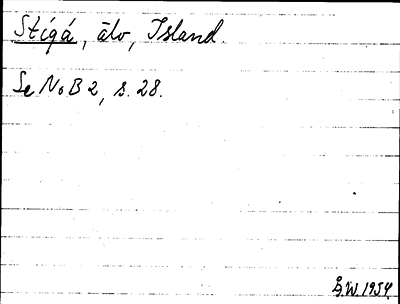 Stígá, älv, Island.
Se NoB 2, s. 28.
G.W. 1954